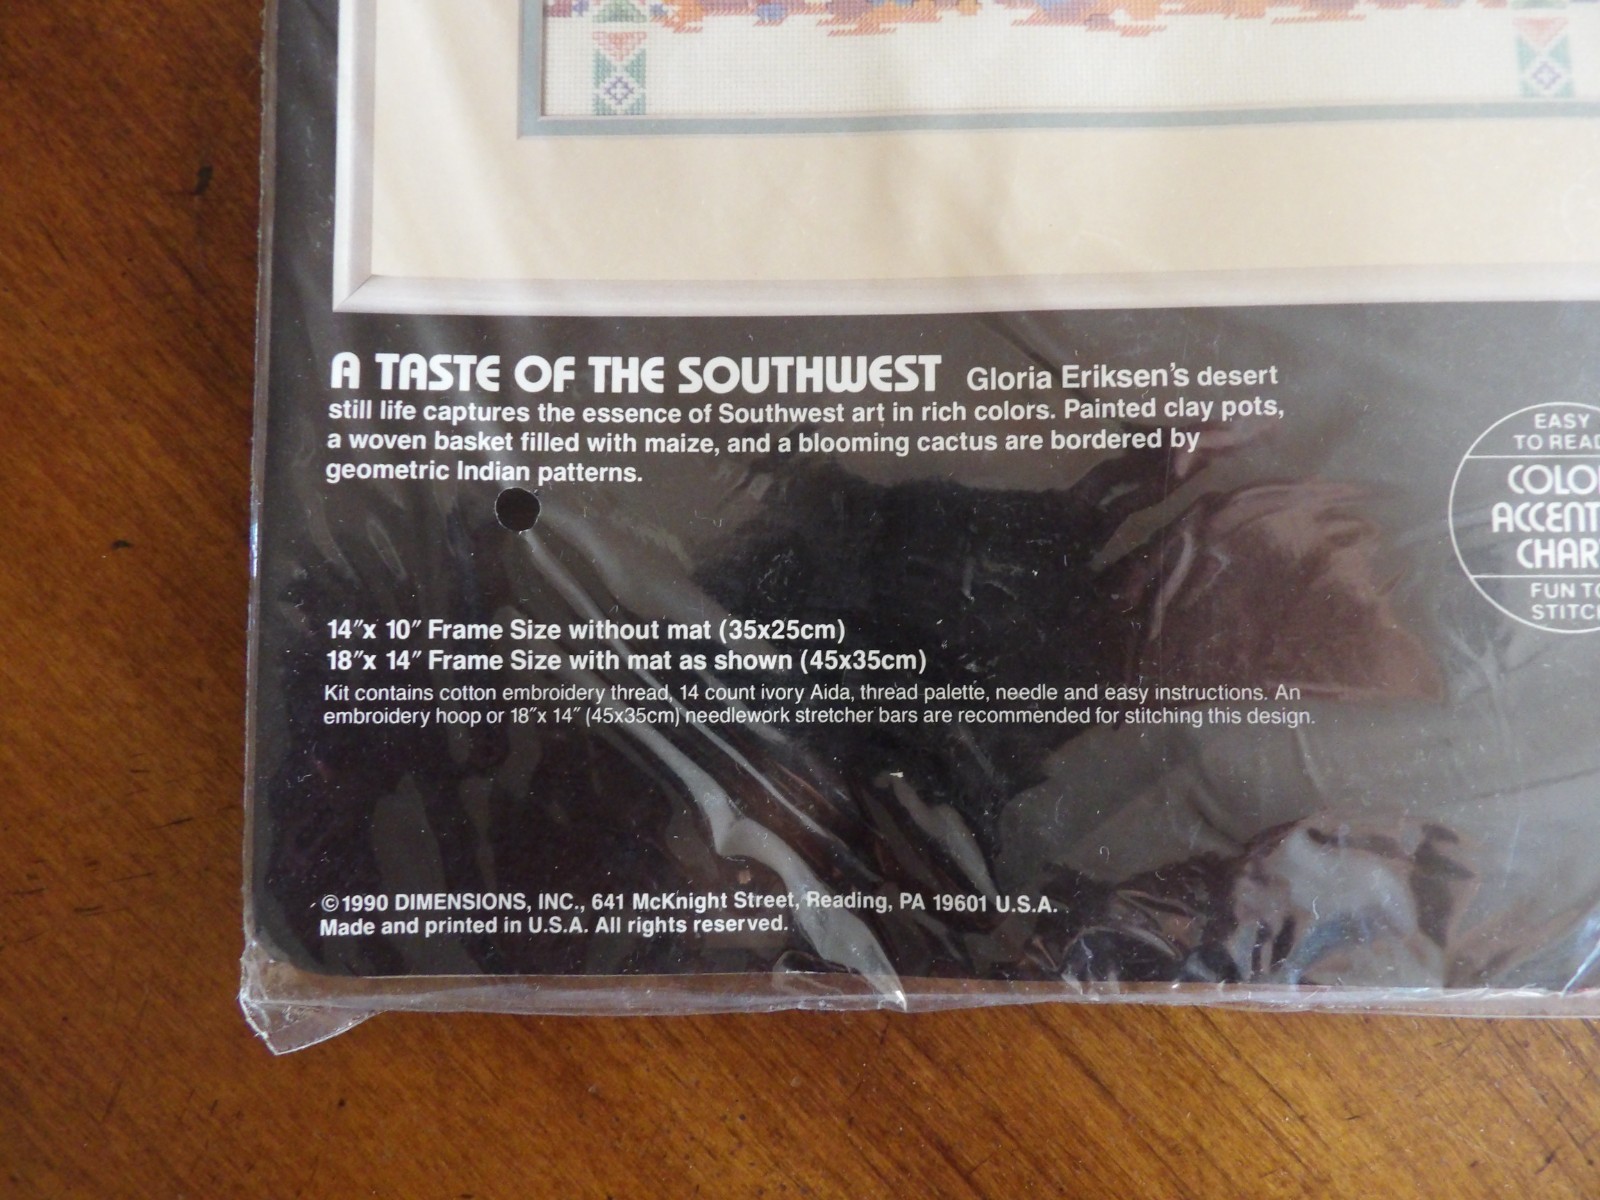 A TASTE OF THE SOUTHWEST Gloria Eriksen's desert
still life captures the essence of Southwest art in rich colors. Painted clay pots,
a woven basket filled with maize, and a blooming cactus are bordered by
geometric Indian patterns.
EASY
TO READ
COLO
ACCENT
CHAR
FUN TO
STITC
14"x 10" Frame Size without mat (35x25cm)
18"x 14" Frame Size with mat as shown (45x35cm)
Kit contains cotton embroidery thread, 14 count ivory Aida, thread palette, needle and easy instructions. An
embroidery hoop or 18"x 14" (45x35cm) needlework stretcher bars are recommended for stitching this design.
©1990 DIMENSIONS, INC., 641 McKnight Street, Reading, PA 19601 U.S.A.
Made and printed in U.S.A. All rights reserved.